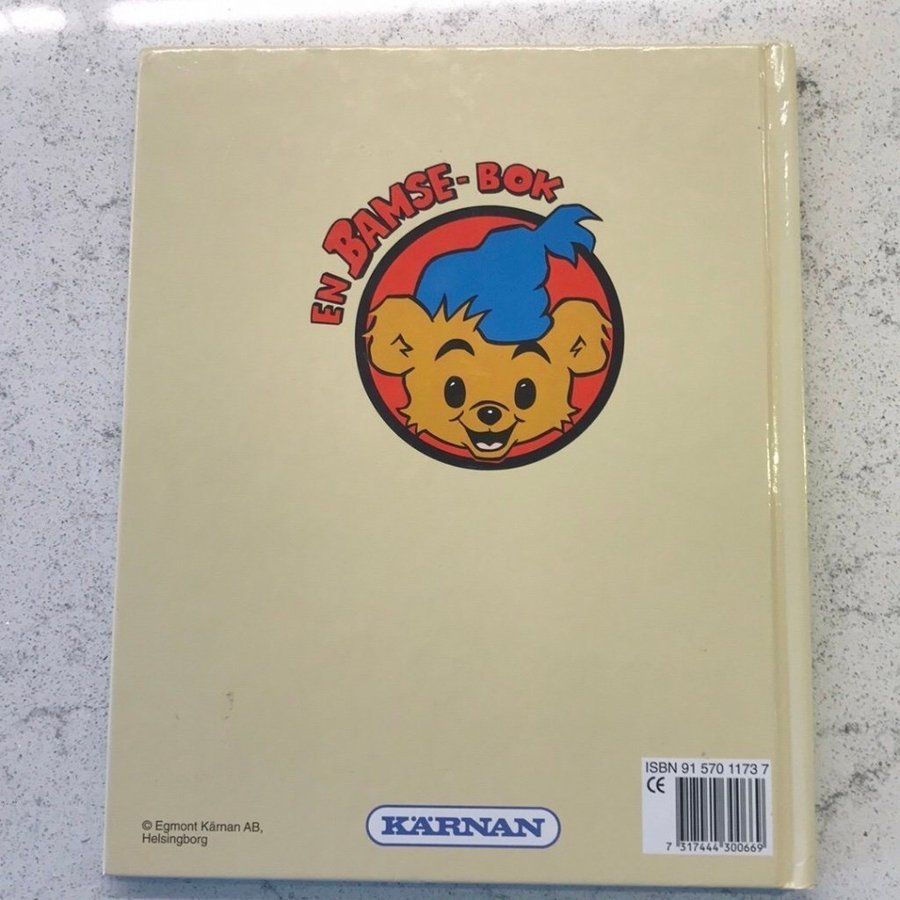 EN BAMSE-BOK
ISBN 91 570 1173 7
CE
7 317444 300669
© Egmont Kärnan AB,
Helsingborg
KÄRNAN